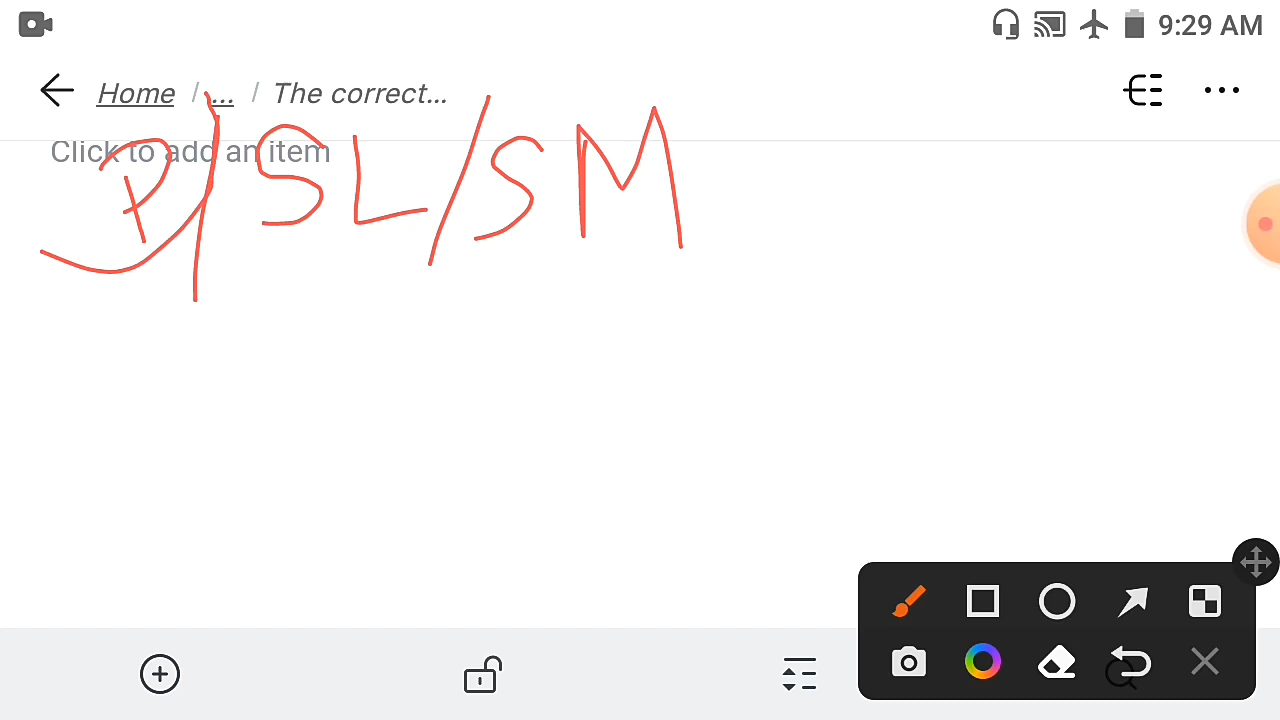 9:29 AM
Home / ... / The correct...
Click to add an item
P/SL/SM